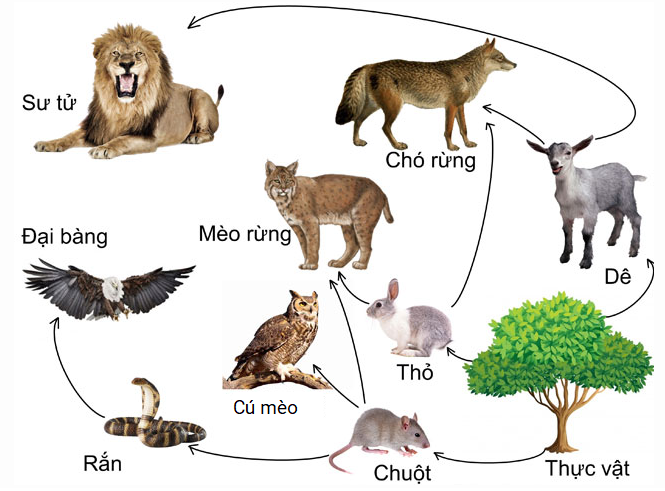 Sư tử
Chó rừng
Đại bàng
Mèo rừng
Dê
Thỏ
Cú mèo
Rắn
Chuột
Thực vật